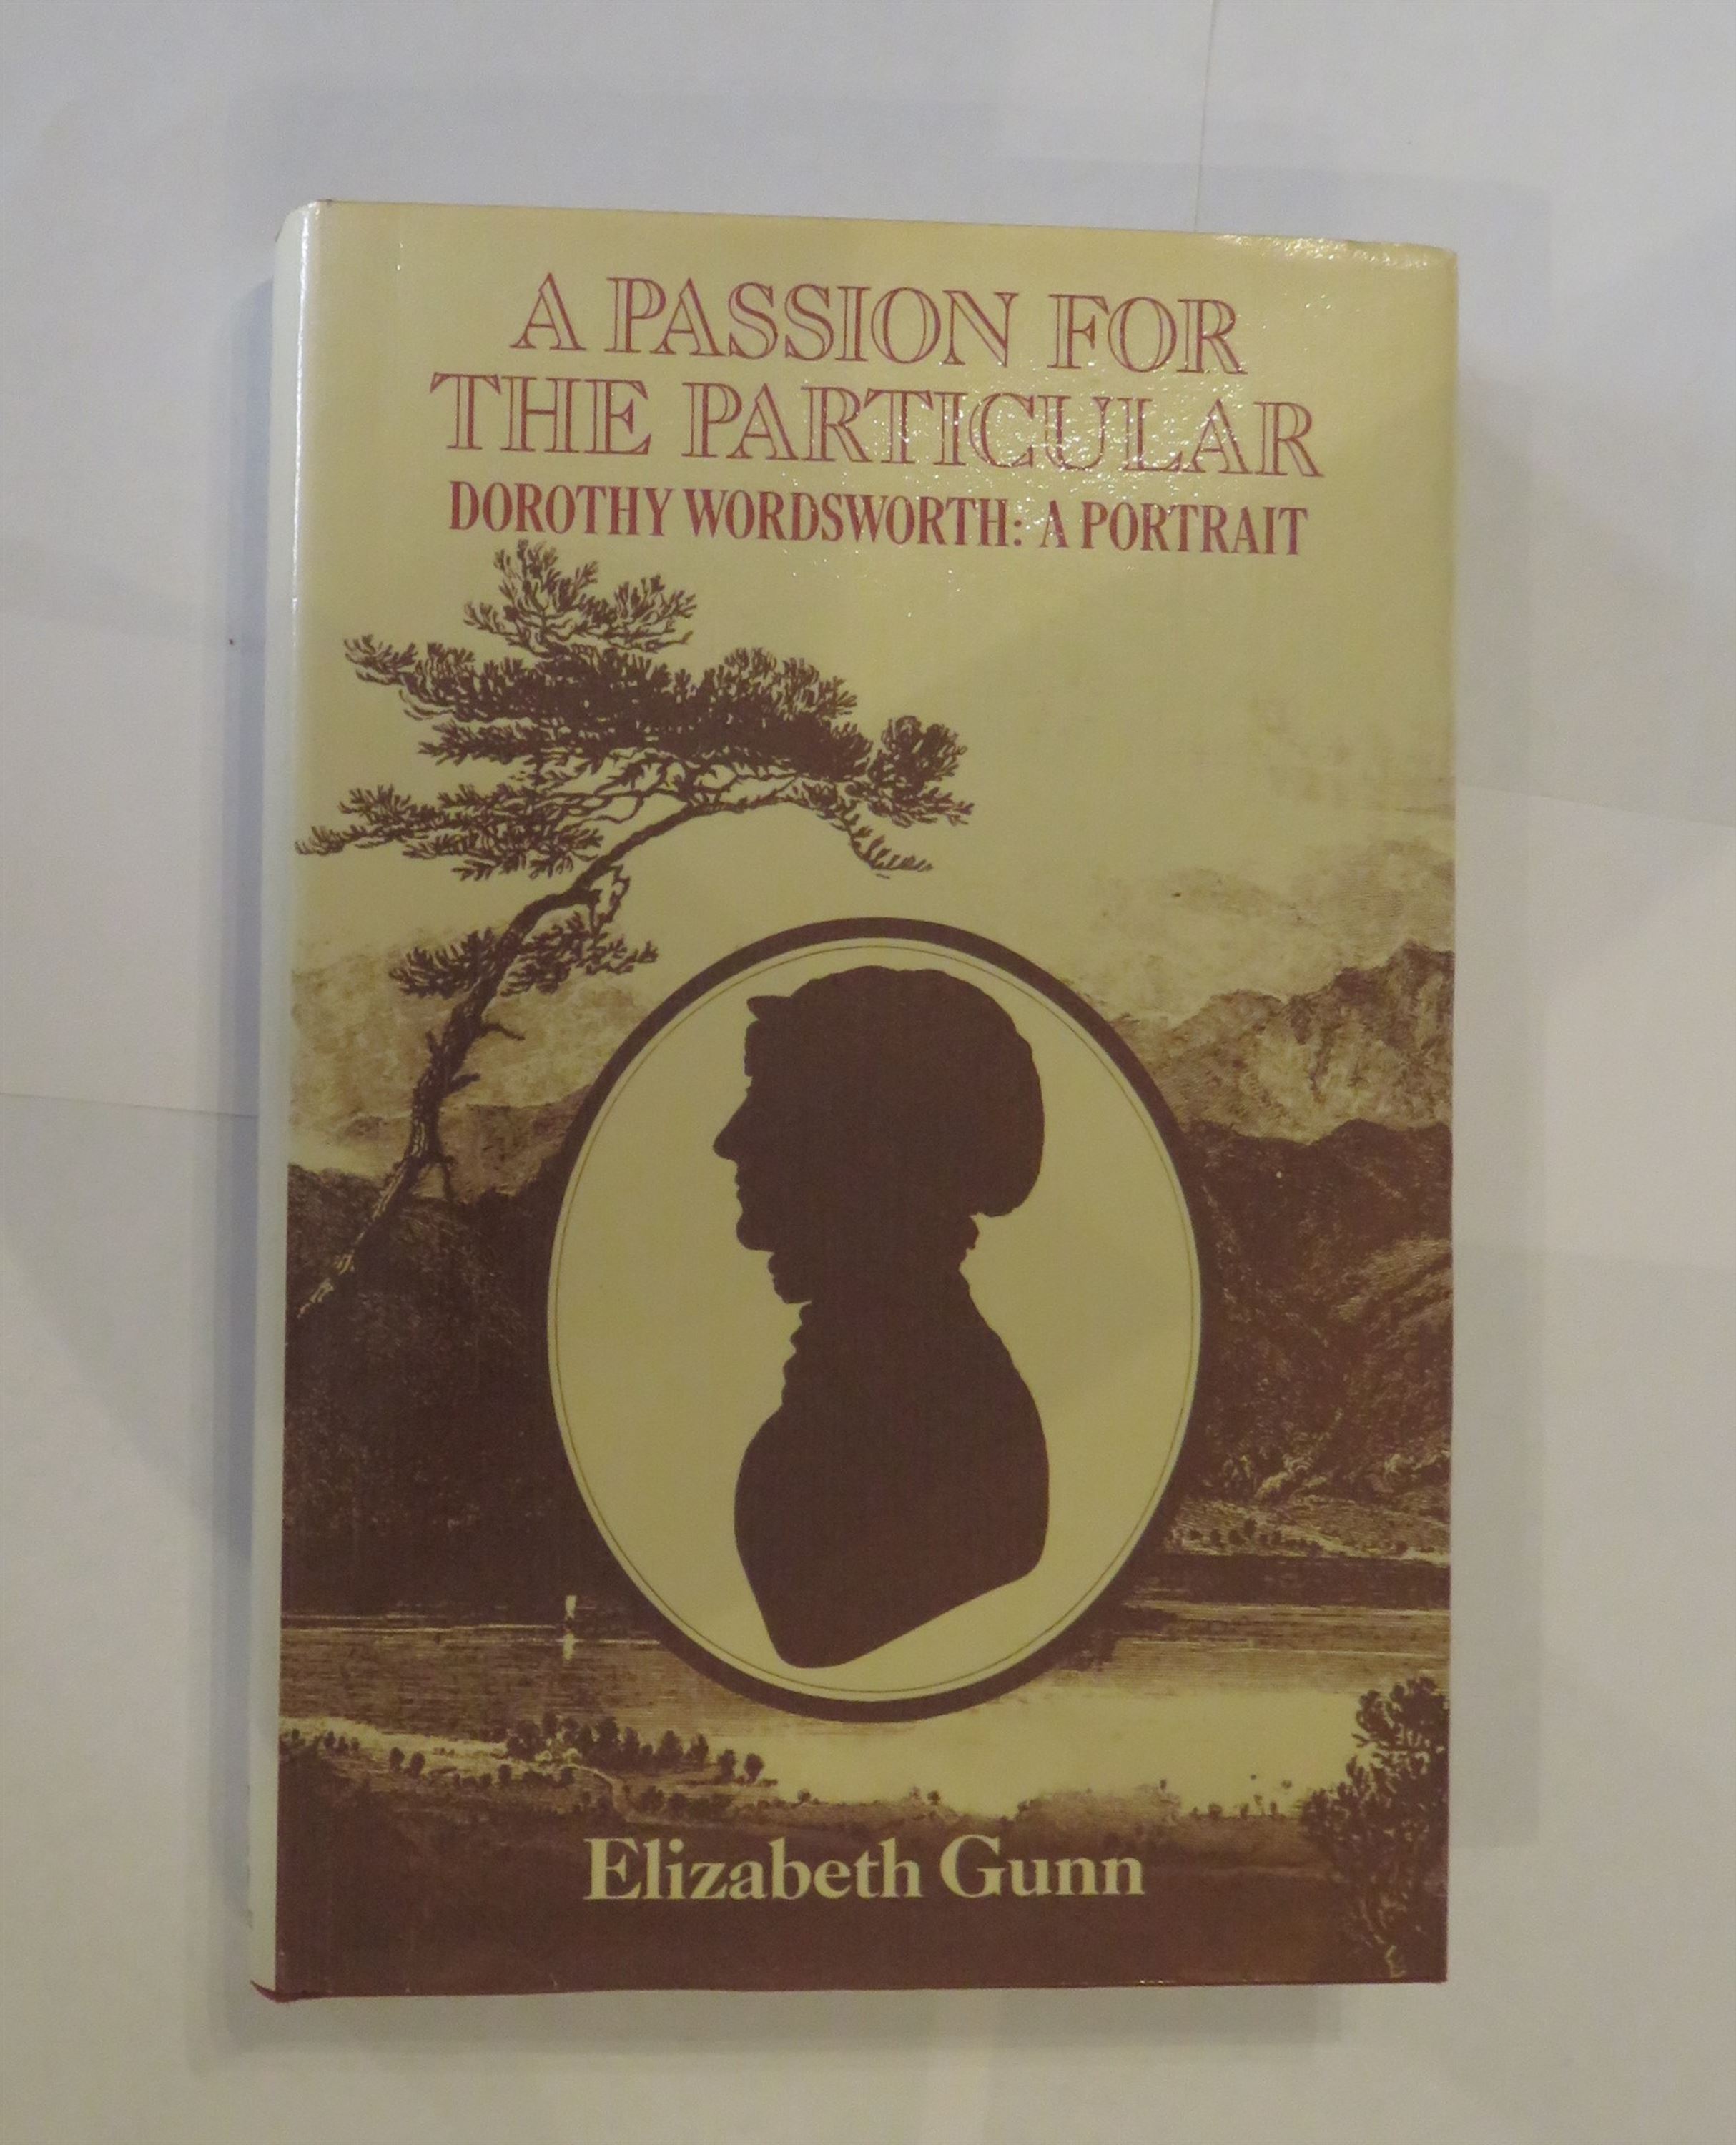 A PASSION FOR
THE PARTICULAR
DOROTHY WORDSWORTH: A PORTRAIT
Elizabeth Gunn